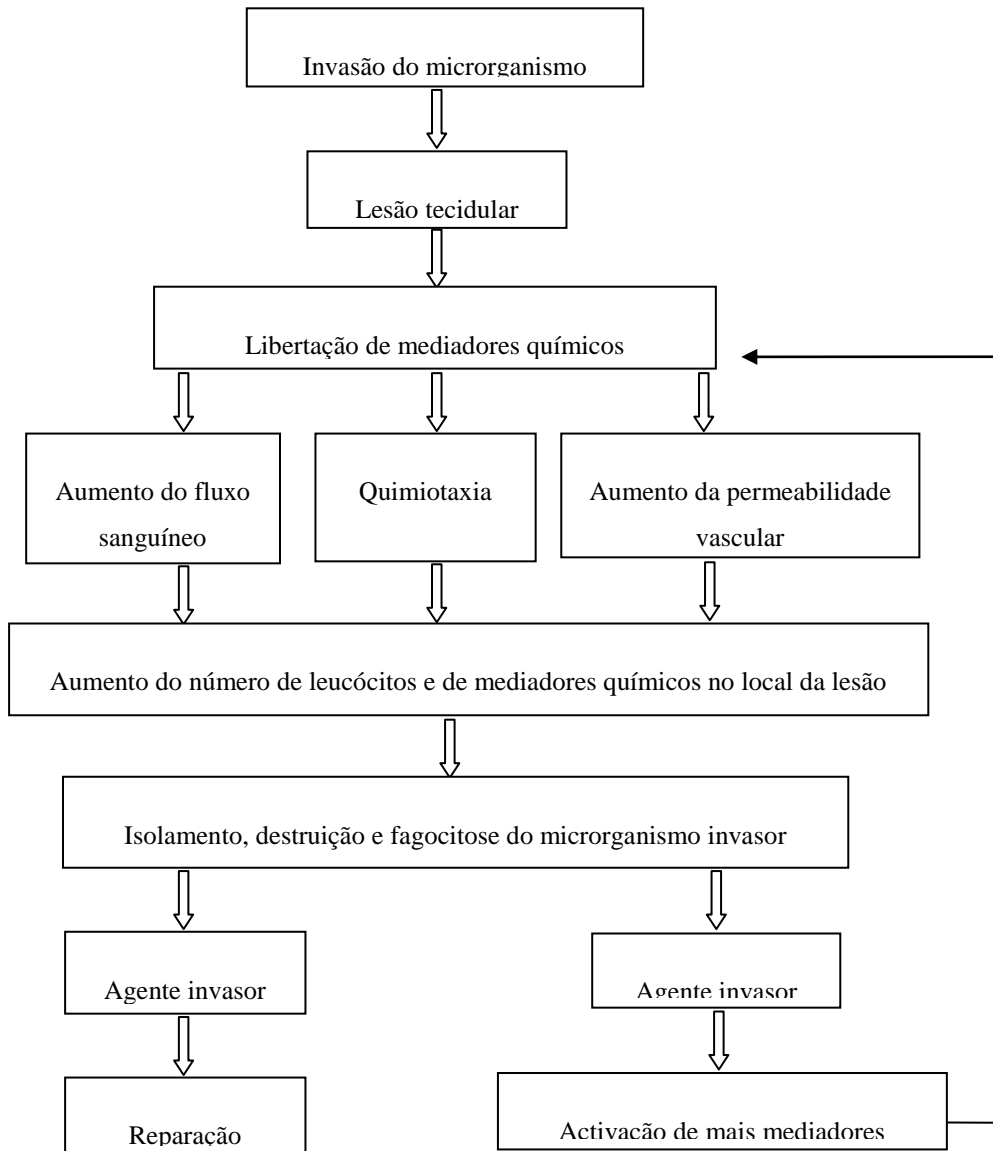 Invasão do microrganismo
Lesão tecidular
Libertação de mediadores químicos
Aumento do fluxo
sanguíneo
Quimiotaxia
Aumento da permeabilidade
vascular
Aumento do número de leucócitos e de mediadores químicos no local da lesão
Isolamento, destruição e fagocitose do microrganismo invasor
Agente invasor
Agente invasor
Reparação
Activação de mais mediadores